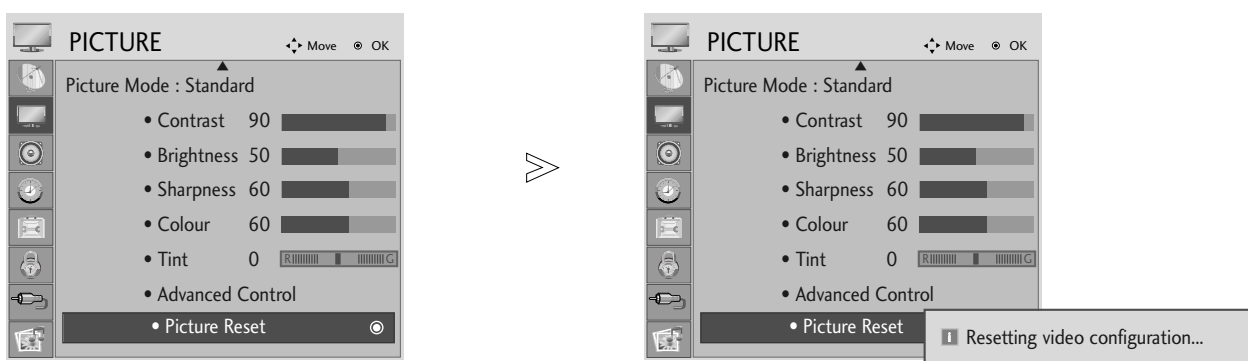 PICTURE Move OK
Picture Mode : Standard
• Contrast 90
• Brightness 50
• Sharpness 60
• Colour 60
• Tint 0 R G
• Advanced Control
• Picture Reset
PICTURE Move OK
Picture Mode : Standard
• Contrast 90
• Brightness 50
• Sharpness 60
• Colour 60
• Tint 0 R G
• Advanced Control
• Picture Reset
Resetting video configuration...